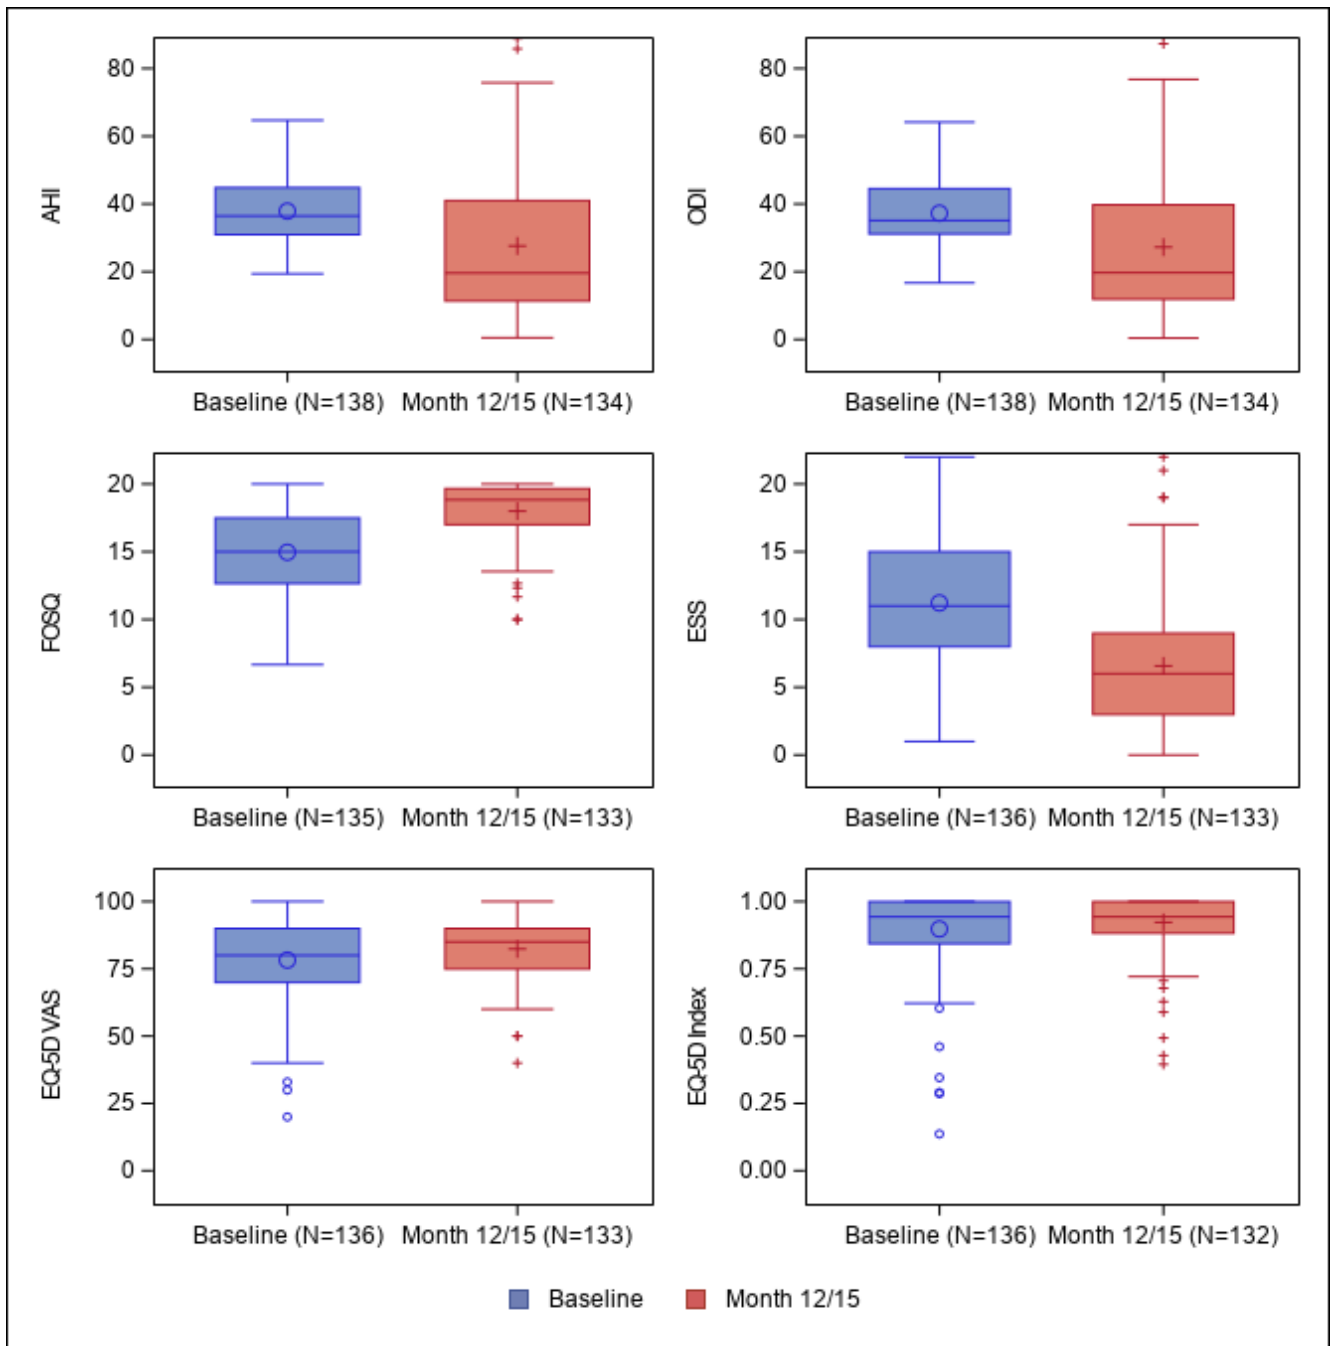 AHI
80
60
40
20
0
Baseline (N=138) Month 12/15 (N=134)
ODI
80
60
40
20
0
Baseline (N=138) Month 12/15 (N=134)
FOSQ
20
15
10
5
0
Baseline (N=135) Month 12/15 (N=133)
ESS
20
15
10
5
0
Baseline (N=136) Month 12/15 (N=133)
EQ-5D VAS
100
75
50
25
0
Baseline (N=136) Month 12/15 (N=133)
EQ-5D Index
1.00
0.75
0.50
0.25
0.00
Baseline (N=136) Month 12/15 (N=132)
Baseline Month 12/15